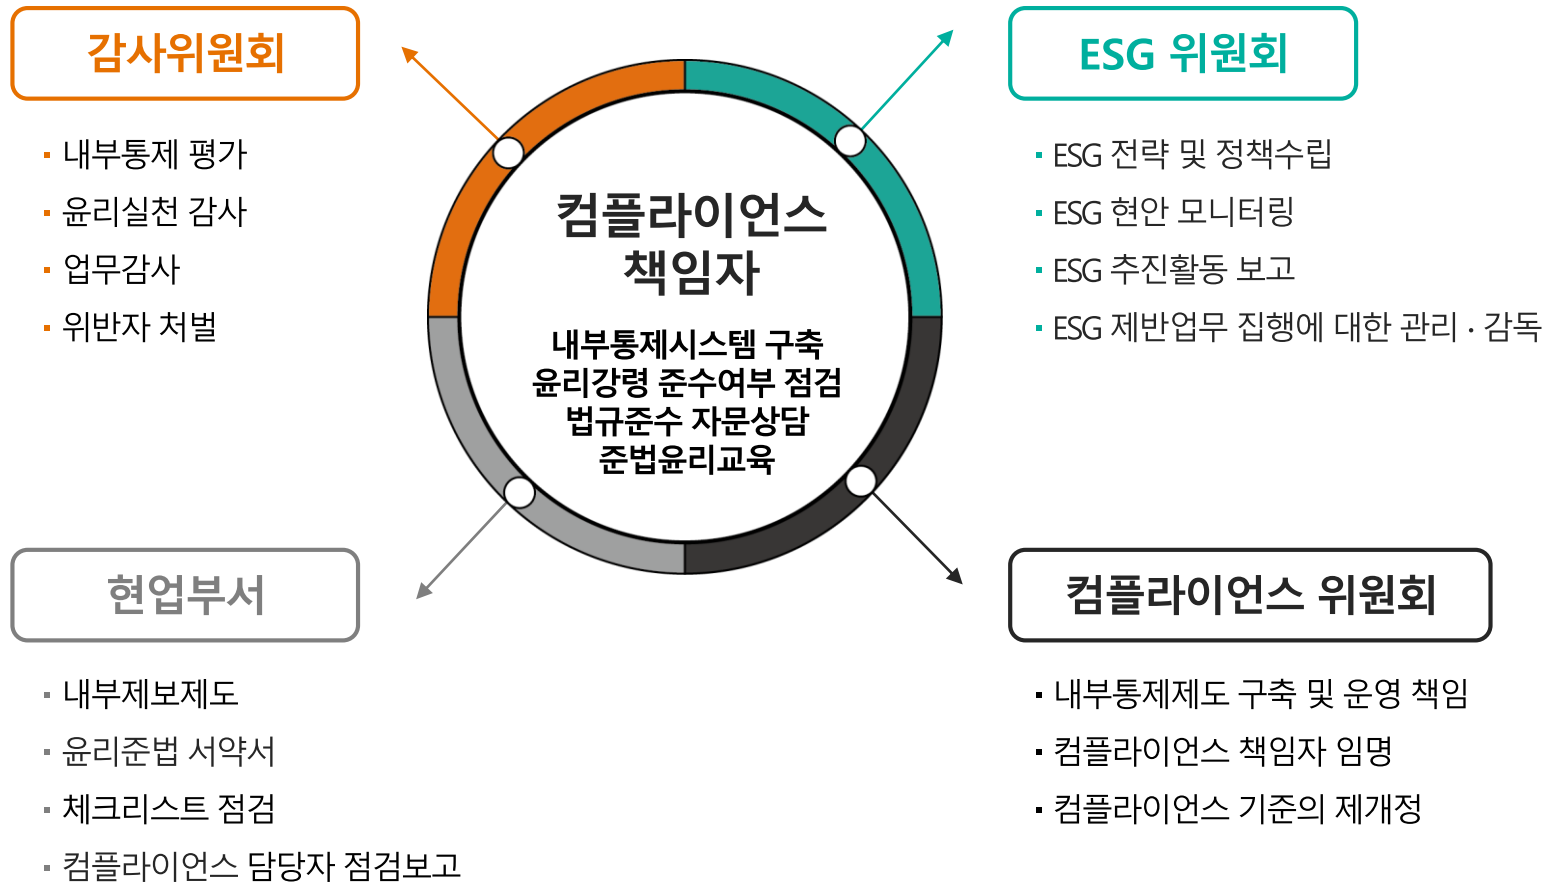 감사위원회
내부통제 평가
윤리실천 감사
업무감사
위반자 처벌
컴플라이언스
책임자
내부통제시스템 구축
윤리강령 준수여부 점검
법규준수 자문상담
준법윤리교육
ESG 위원회
ESG 전략 및 정책수립
ESG 현안 모니터링
ESG 추진활동 보고
ESG 제반업무 집행에 대한 관리 · 감독
현업부서
내부제보제도
윤리준법 서약서
체크리스트 점검
컴플라이언스 담당자 점검보고
컴플라이언스 위원회
내부통제제도 구축 및 운영 책임
컴플라이언스 책임자 임명
컴플라이언스 기준의 제개정